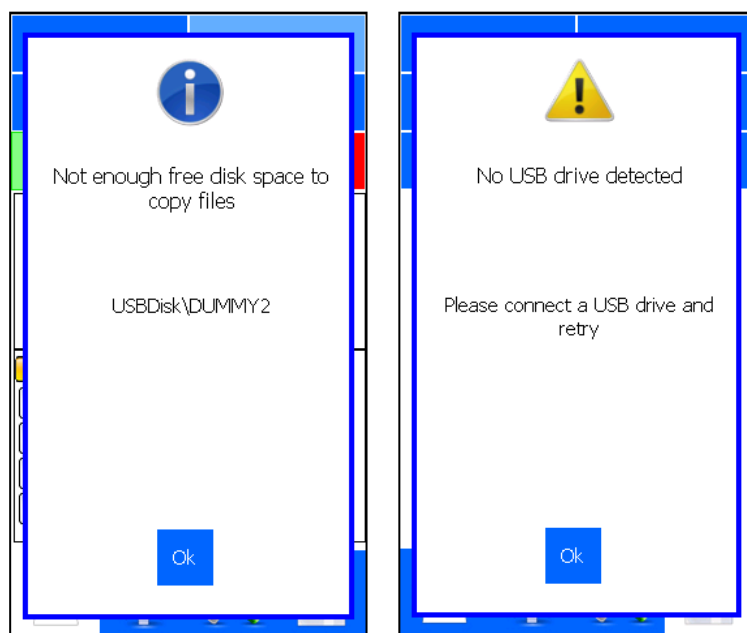 Not enough free disk space to
copy files
USBDisk\DUMMY2
Ok
No USB drive detected
Please connect a USB drive and
retry
Ok